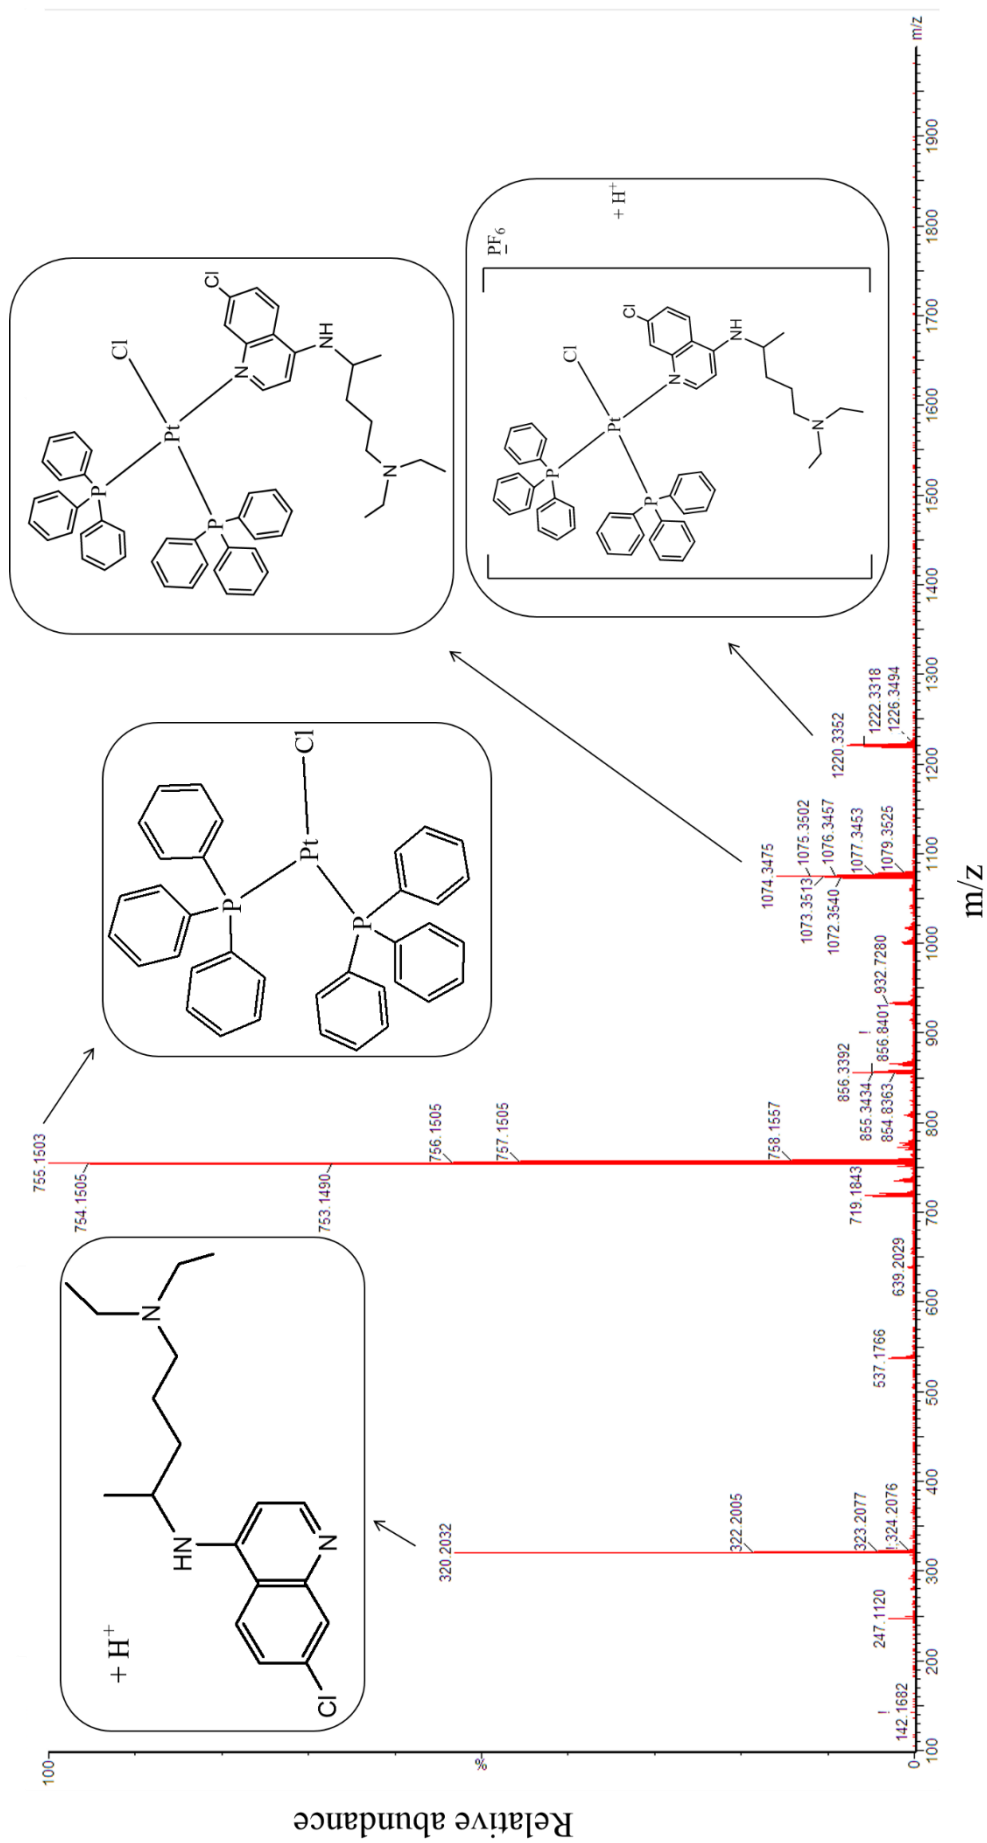 + H⁺
HN
N
N
Cl
P
P
Pt
Cl
Cl
P
P
Pt
N
Cl
NH
N
PF₆
+ H⁺
Cl
P
P
Pt
N
Cl
NH
N
Relative abundance
100
%
0
142.1682
!
247.1120
320.2032
322.2005
323.2077
!;324.2076
537.1766
639.2029
719.1843
755.1503
754.1505
753.1490
756.1505
757.1505
758.1557
856.3392
855.3434
854.8363
!
856.8401
932.7280
1074.3475
1073.3513
1072.3540
1075.3502
1076.3457
1077.3453
1079.3525
1220.3352
1222.3318
1226.3494
100 200 300 400 500 600 700 800 900 1000 1100 1200 1300 1400 1500 1600 1700 1800 1900 m/z
m/z